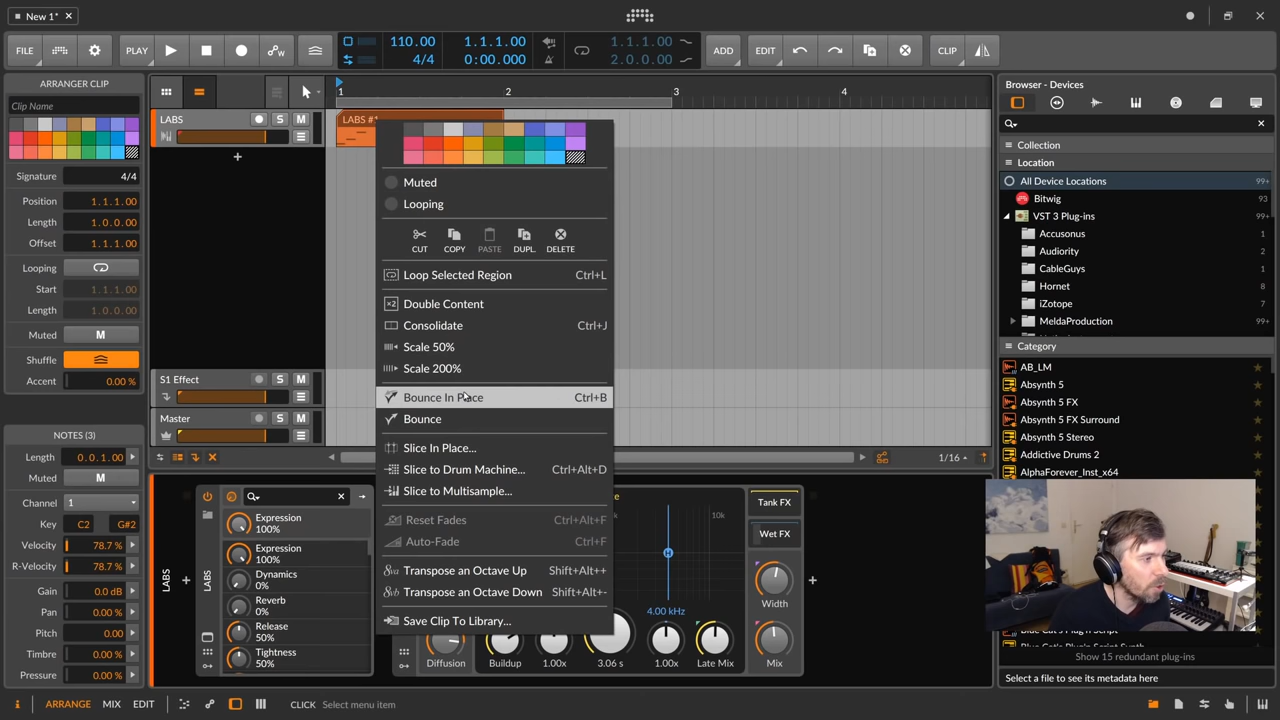 New 1*
FILE
PLAY
110.00
4/4
1.1.1.00
0:00.000
1.1.1.00
2.0.0.00
ADD
EDIT
CLIP
ARRANGER CLIP
Clip Name
Signature
4/4
Position
1.1.1.00
Length
1.0.0.00
Offset
1.1.1.00
Looping
Start
1.1.1.00
Length
1.0.0.00
Muted
M
Shuffle
Accent
0.00 %
NOTES (3)
Length
0.0.1.00
Muted
M
Channel
1
Key
C2
G#2
Velocity
78.7 %
R-Velocity
78.7 %
Gain
0.0 dB
Pan
0.00 %
Pitch
0.00
Timbre
0.00 %
Pressure
0.00 %
1
2
3
4
LABS
S
M
LABS #1
S1 Effect
S
M
Master
S
M
1/16
Muted
Looping
CUT
COPY
PASTE
DUPL.
DELETE
Loop Selected Region Ctrl+L
Double Content
Consolidate Ctrl+J
Scale 50%
Scale 200%
Bounce In Place Ctrl+B
Bounce
Slice In Place...
Slice to Drum Machine... Ctrl+Alt+D
Slice to Multisample...
Reset Fades Ctrl+Alt+F
Auto-Fade Ctrl+F
Transpose an Octave Up Shift+Alt++
Transpose an Octave Down Shift+Alt+-
Save Clip To Library...
LABS
LABS
Expression
100%
Expression
100%
Dynamics
0%
Reverb
0%
Release
50%
Tightness
50%
10k
4.00 kHz
Diffusion
Buildup
1.00x
3.06 s
1.00x
Late Mix
Tank FX
Wet FX
Width
Mix
Browser - Devices
Collection
Location
All Device Locations 99+
Bitwig 93
VST 3 Plug-ins 99+
Accusonus 1
Audiority 2
CableGuys 1
Hornet 1
iZotope 7
MeldaProduction 99+
Category
AB_LM
Absynth 5
Absynth 5 FX
Absynth 5 FX Surround
Absynth 5 Stereo
Addictive Drums 2
AlphaForever_Inst_x64
Show 15 redundant plug-ins
Select a file to see its metadata here
ARRANGE
MIX
EDIT
CLICK
Select menu item